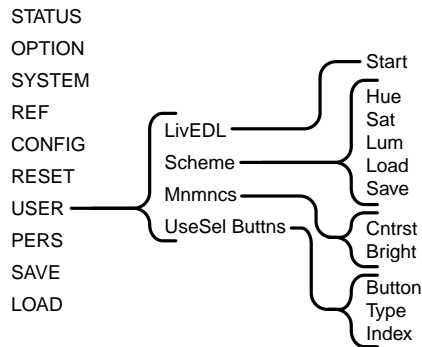 STATUS
OPTION
SYSTEM
REF
CONFIG
RESET
USER
PERS
SAVE
LOAD
LivEDL
Scheme
Mnmncs
UseSel Buttns
Start
Hue
Sat
Lum
Load
Save
Cntrst
Bright
Button
Type
Index